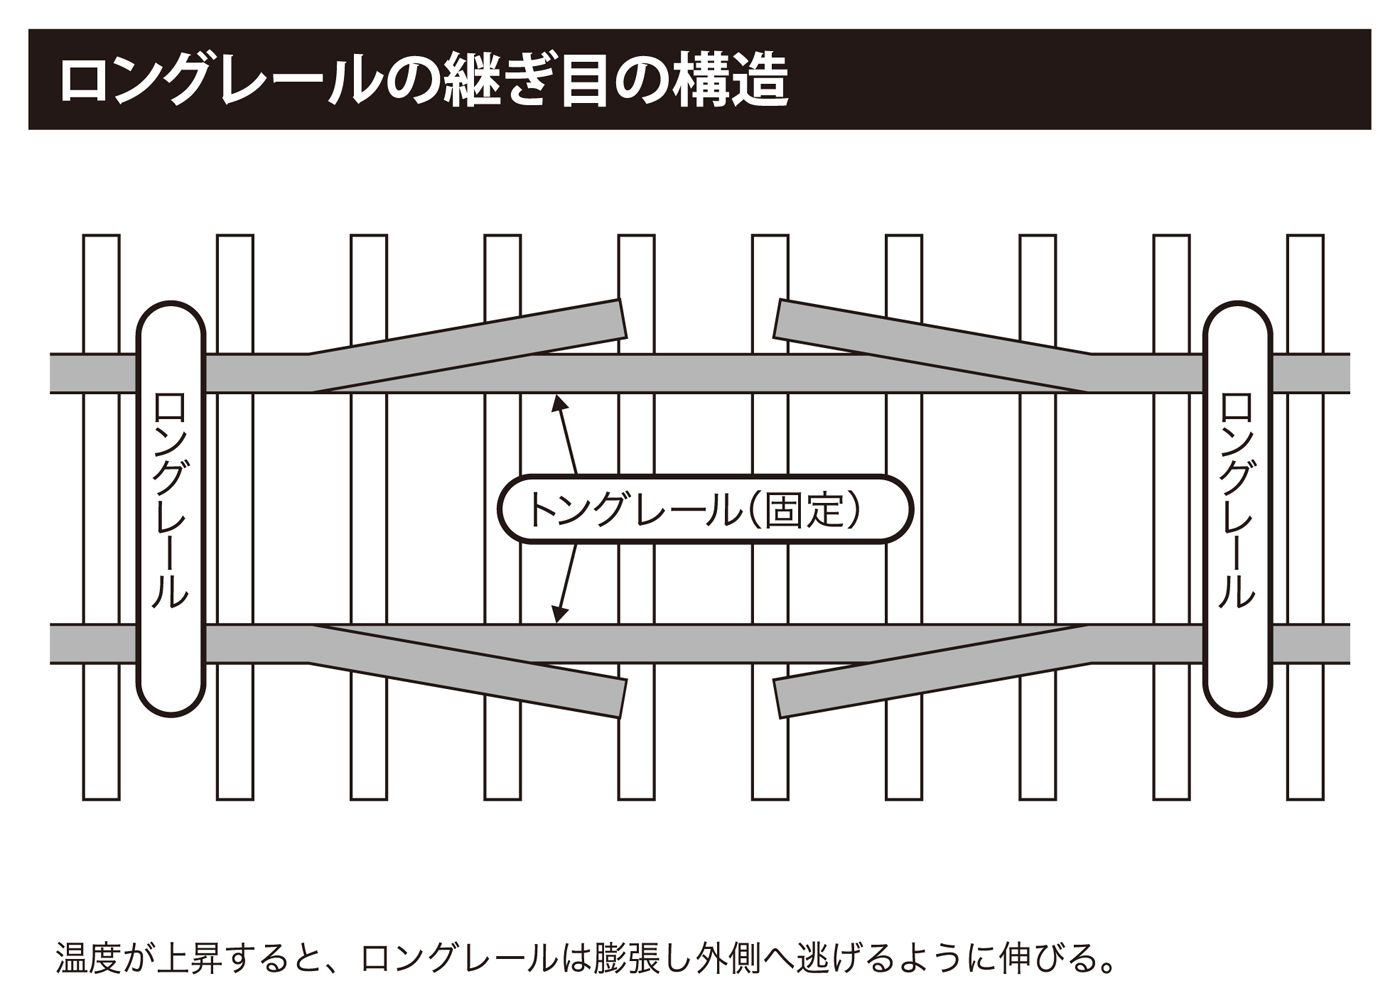 ロングレールの継ぎ目の構造
ロングレール
トングレール（固定）
ロングレール
温度が上昇すると、ロングレールは膨張し外側へ逃げるように伸びる。